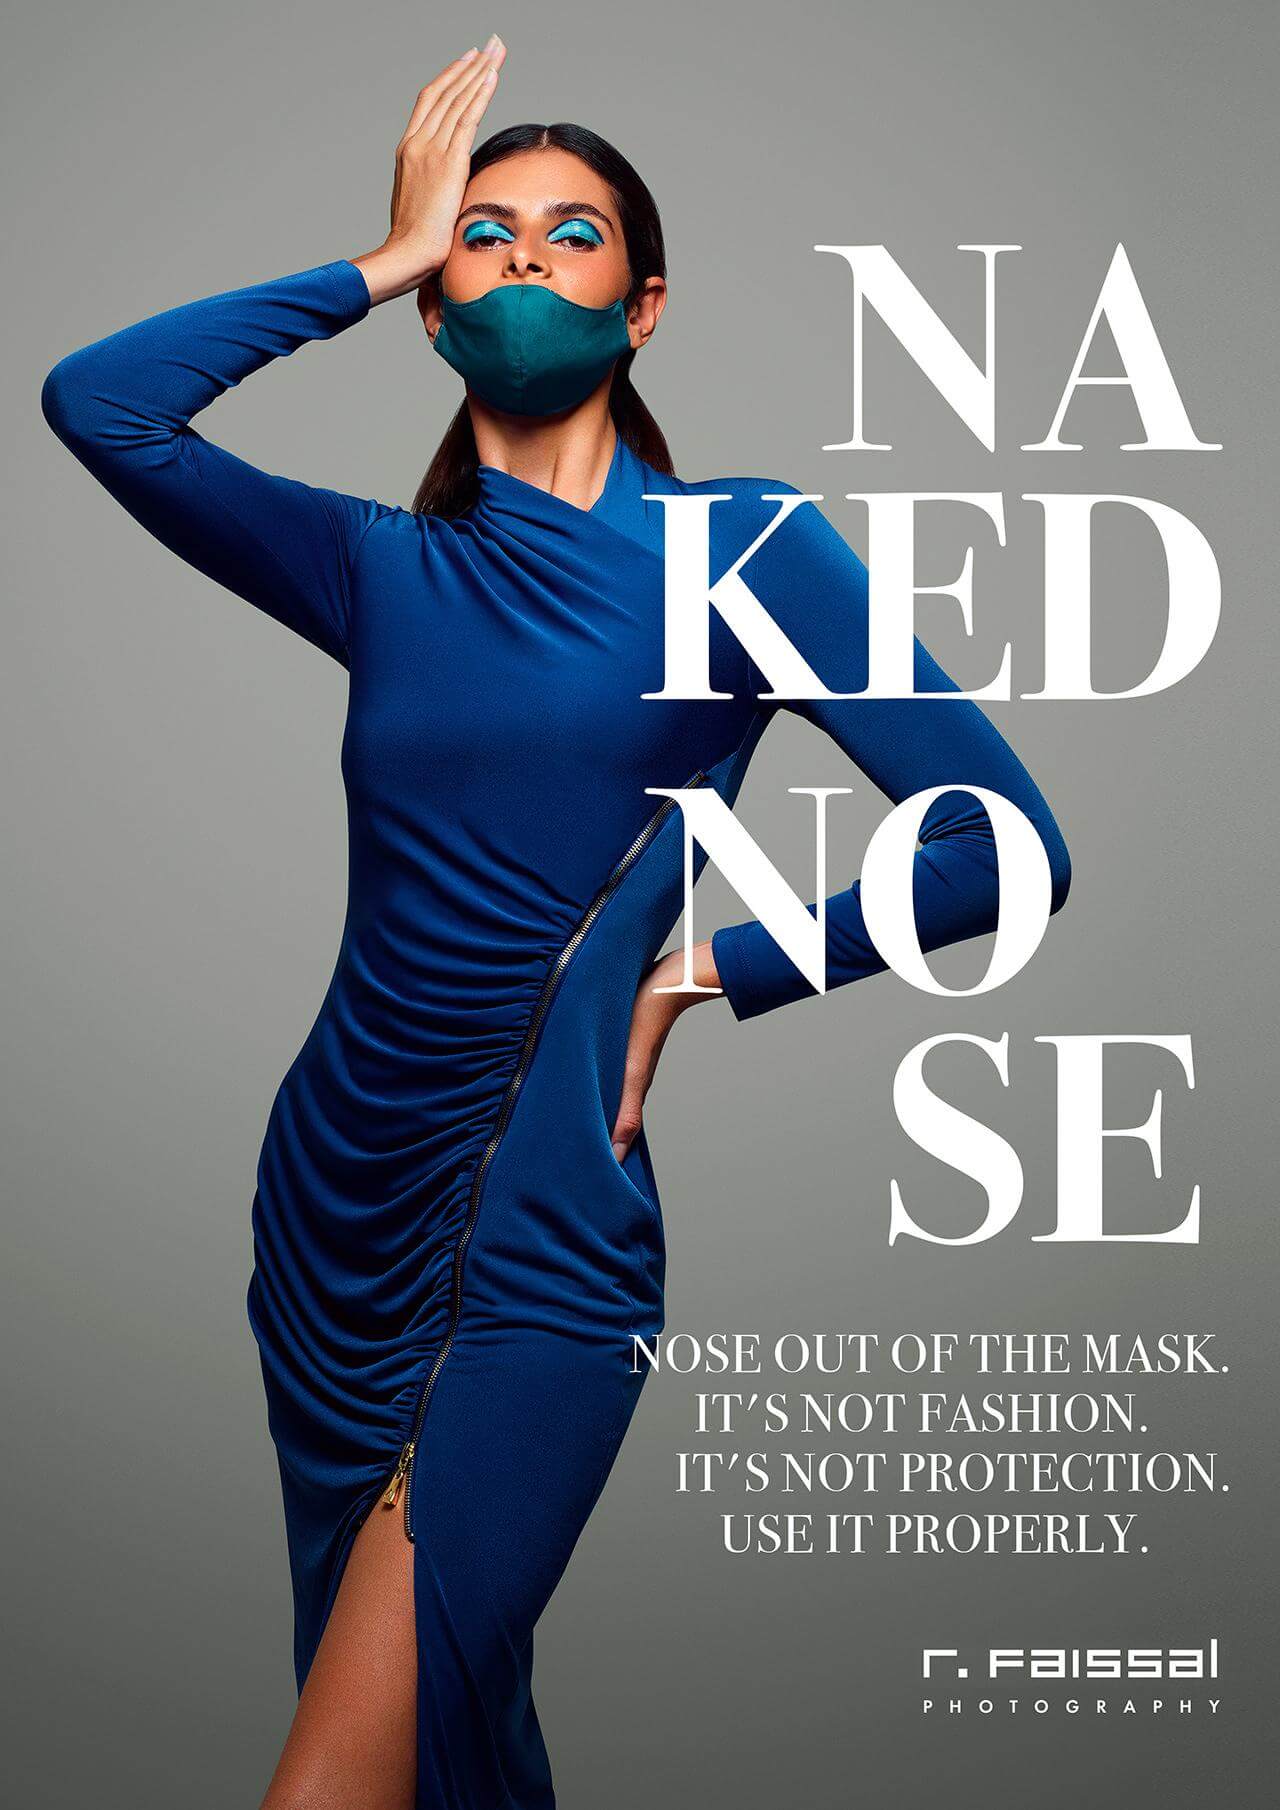 NA
KED
NO
SE
NOSE OUT OF THE MASK.
IT'S NOT FASHION.
IT'S NOT PROTECTION.
USE IT PROPERLY.
r. Faissal
PHOTOGRAPHY